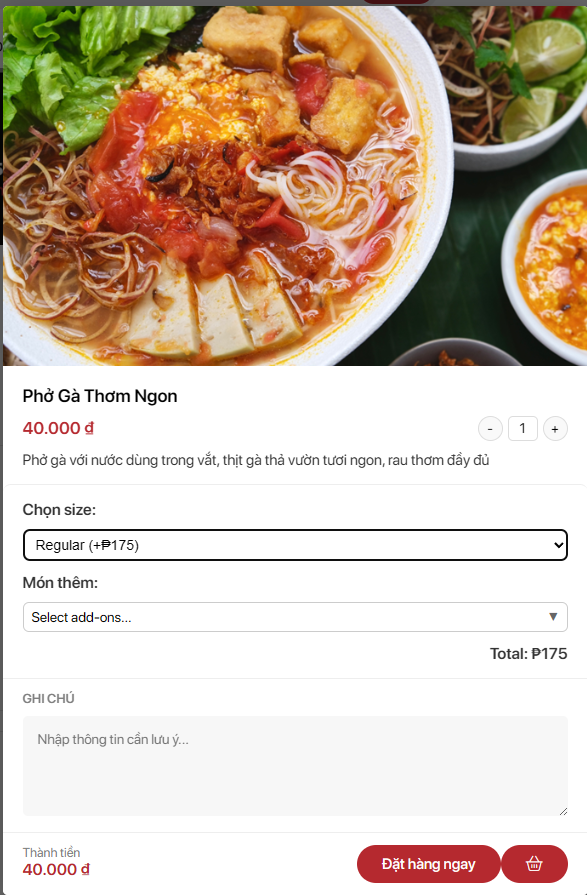 Phở Gà Thơm Ngon
40.000 ₫
- 1 +
Phở gà với nước dùng trong vắt, thịt gà thả vườn tươi ngon, rau thơm đầy đủ
Chọn size:
Regular (+₱175)
Món thêm:
Select add-ons...
Total: ₱175
GHI CHÚ
Nhập thông tin cần lưu ý...
Thành tiền
40.000 ₫
Đặt hàng ngay